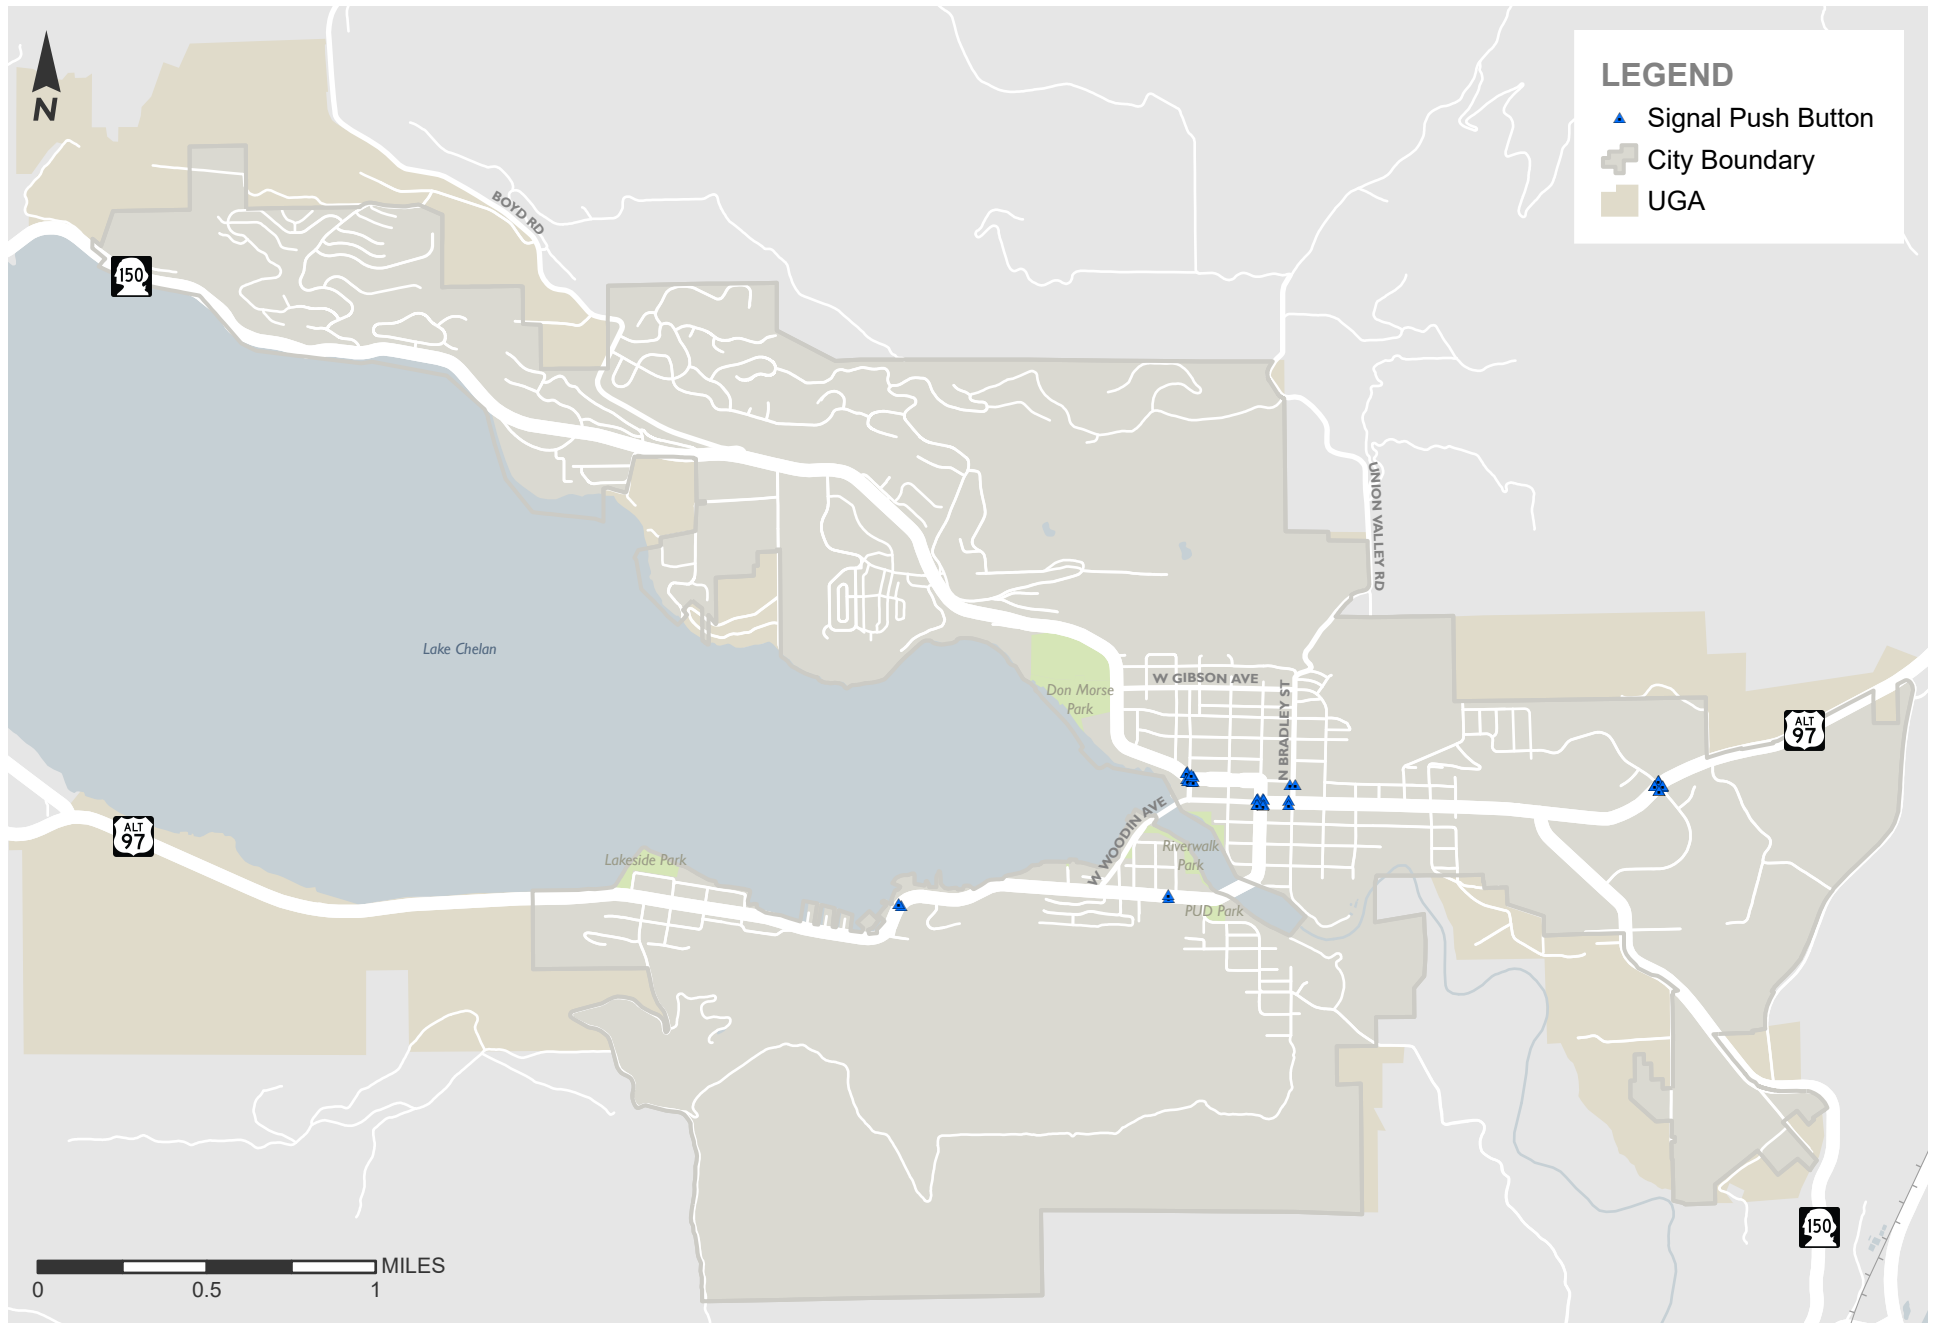 N
LEGEND
Signal Push Button
City Boundary
UGA
BOYD RD
150
UNION VALLEY RD
Lake Chelan
Don Morse
Park
W GIBSON AVE
N BRADLEY ST
ALT
97
ALT
97
W WOODIN AVE
Riverwalk
Park
Lakeside Park
PUD Park
150
MILES
0
0.5
1